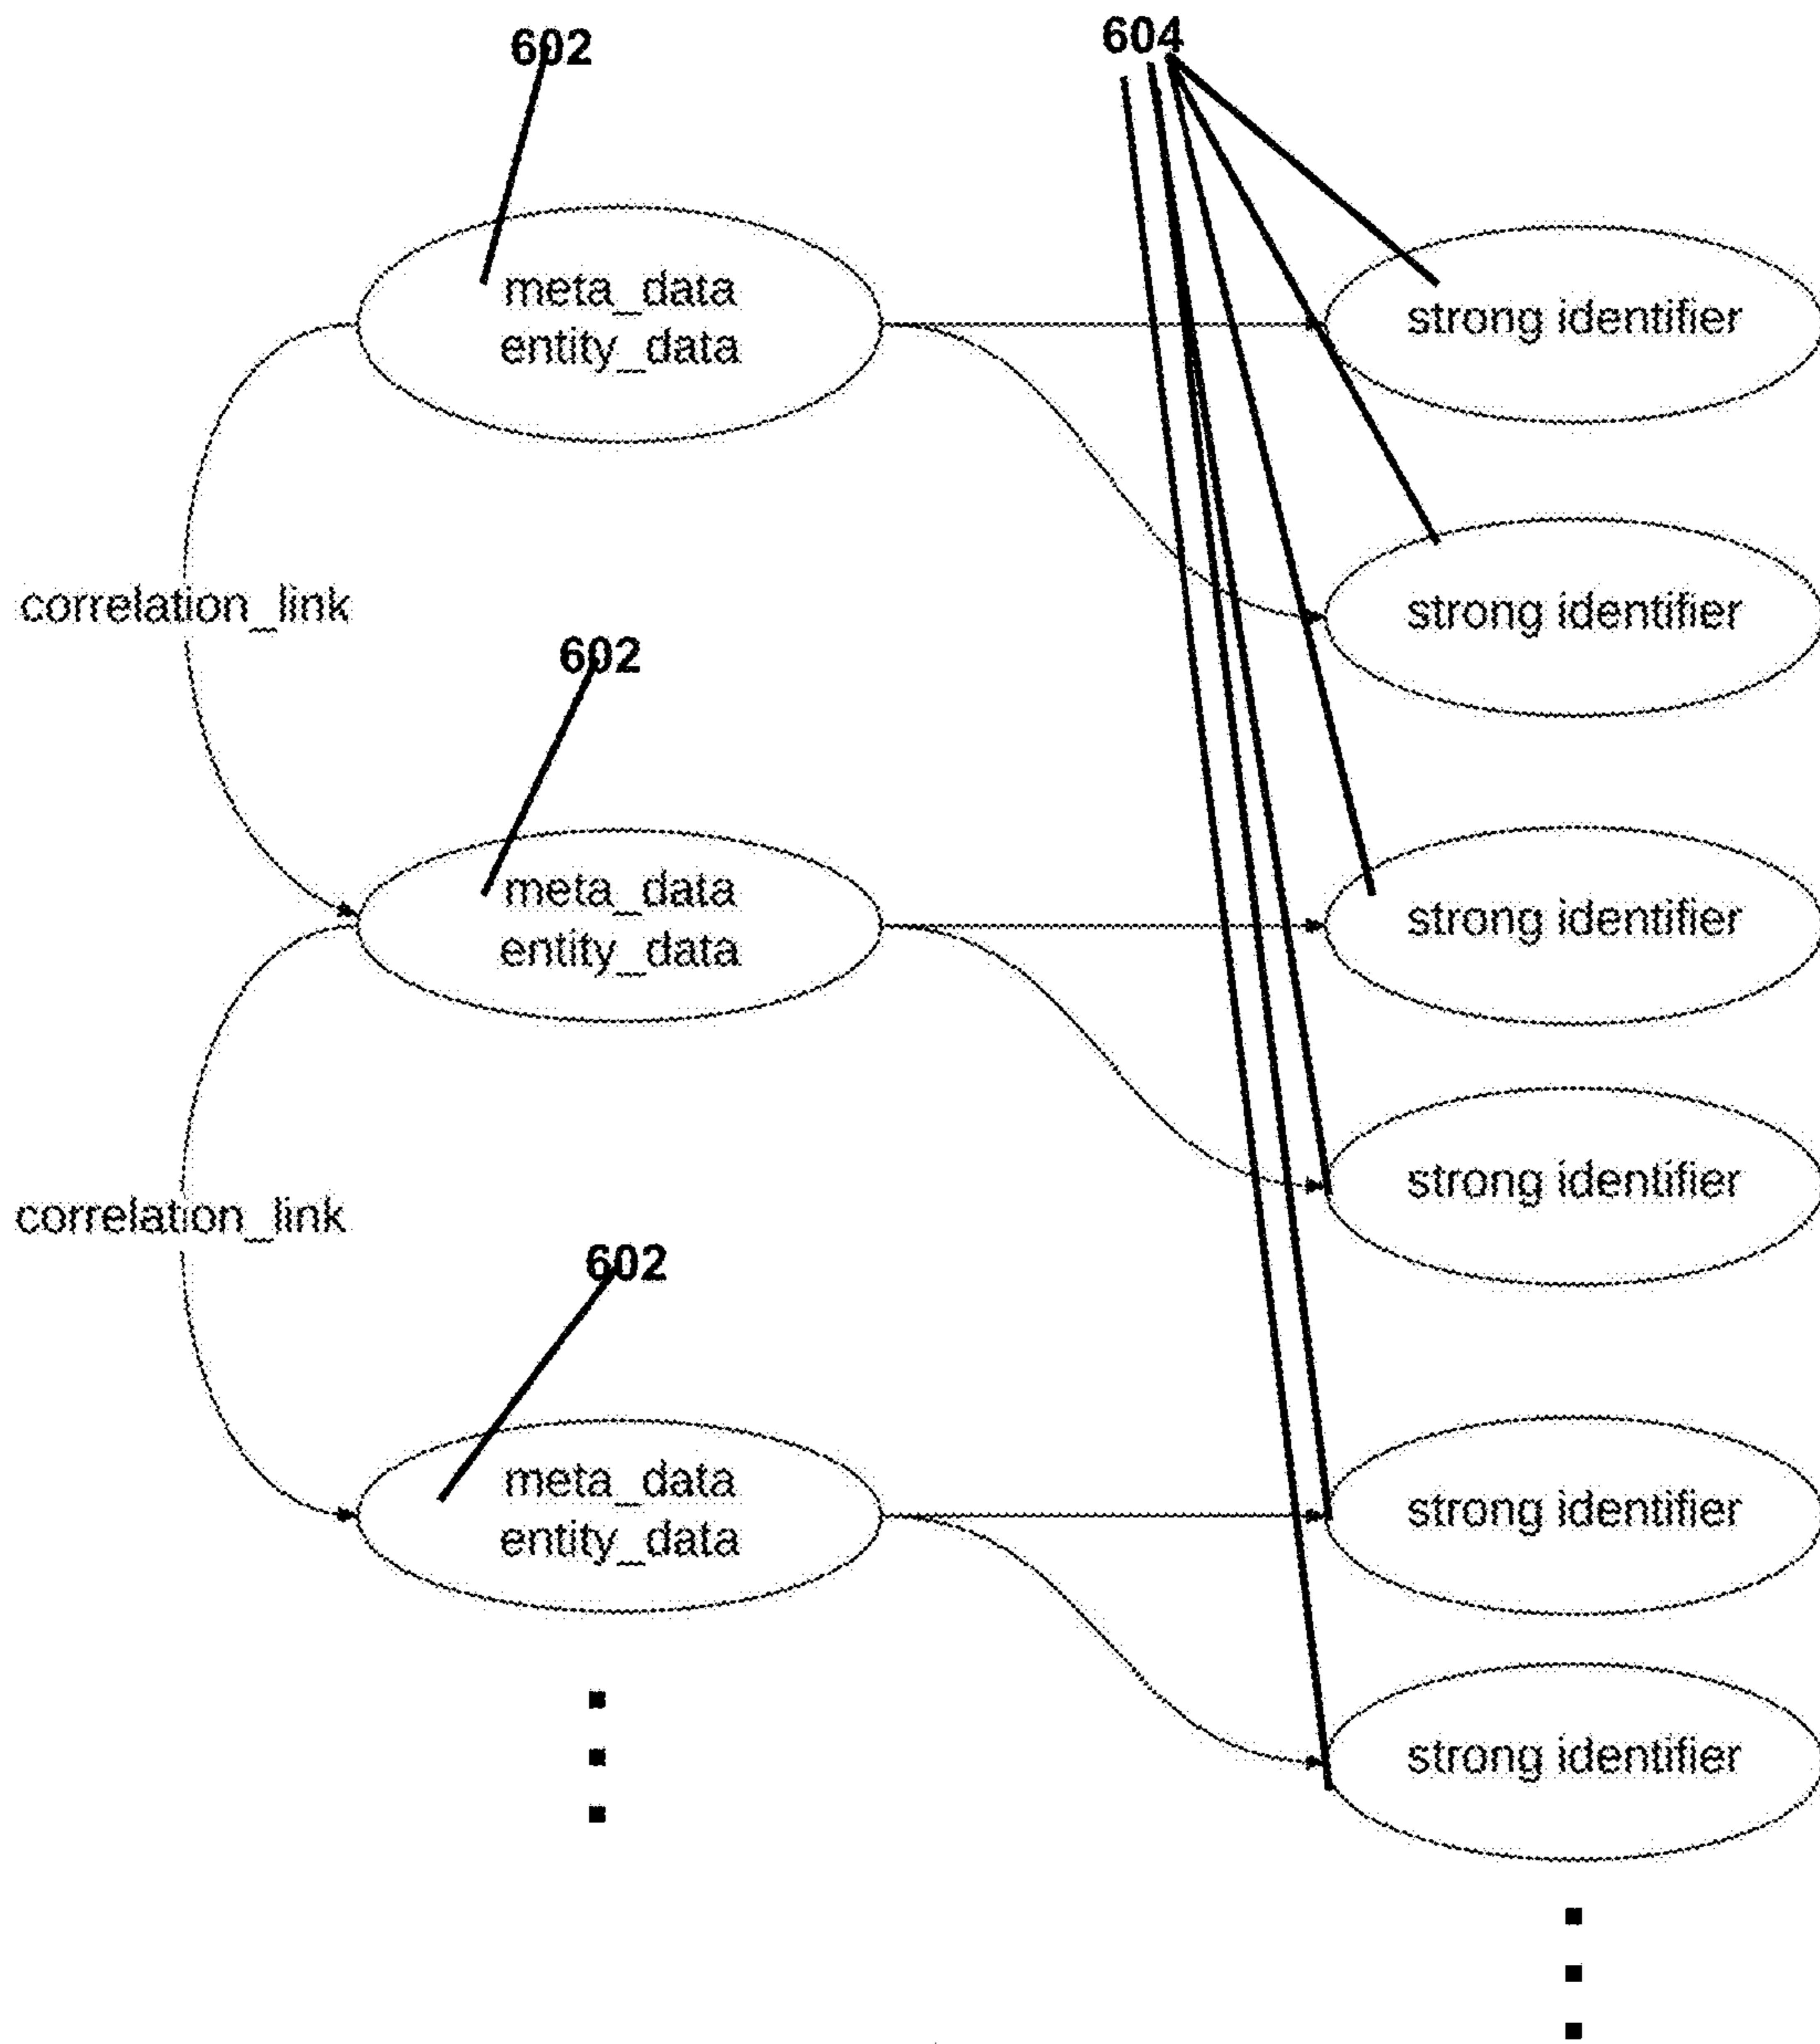 602
604
meta_data
entity_data
strong identifier
correlation_link
strong identifier
602
meta_data
entity_data
strong identifier
strong identifier
correlation_link
602
meta_data
entity_data
strong identifier
strong identifier